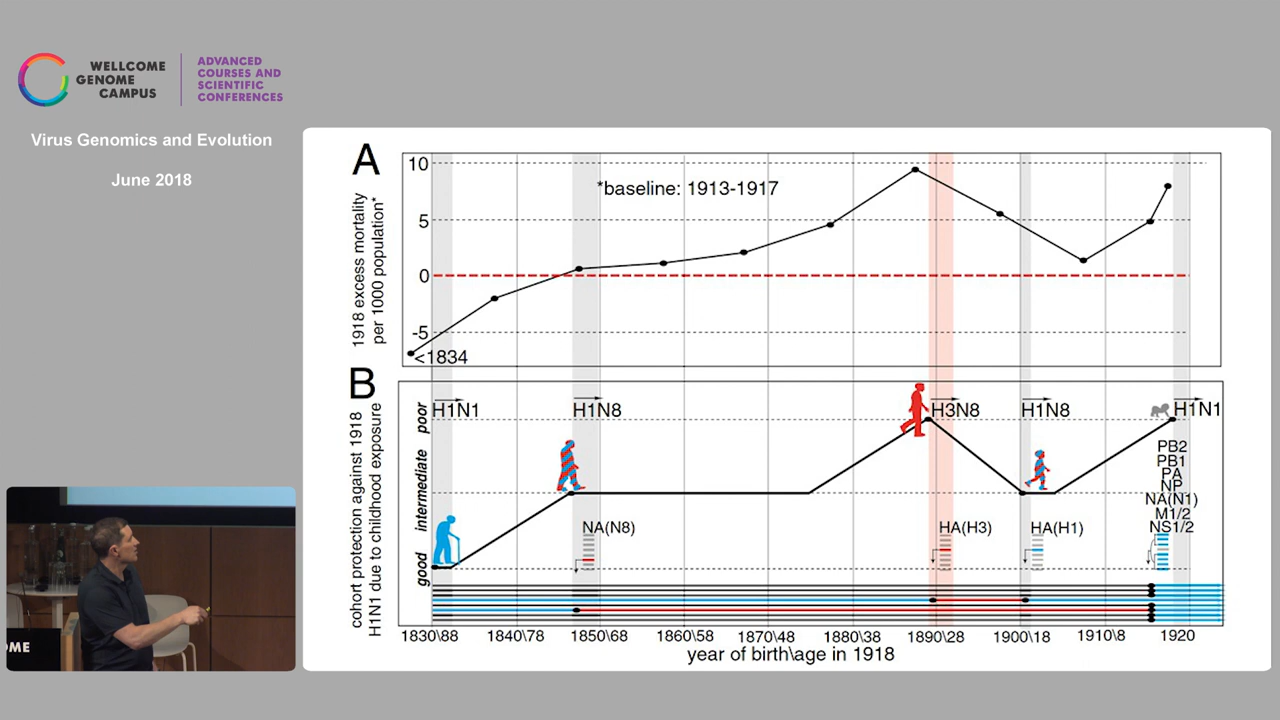 WELLCOME
GENOME
CAMPUS
ADVANCED
COURSES AND
SCIENTIFIC
CONFERENCES
Virus Genomics and Evolution
June 2018
A
1918 excess mortality
per 1000 population*
10
5
0
-5
*baseline: 1913-1917
<1834
B
cohort protection against 1918
H1N1 due to childhood exposure
poor
intermediate
good
H1N1
H1N8
H3N8
H1N8
H1N1
PB2
PB1
PA
NP
NA(N1)
M1/2
NS1/2
NA(N8)
HA(H3)
HA(H1)
1830\88 1840/78 1850\68 1860\58 1870\48 1880\38 1890\28 1900\18 1910\8 1920
year of birth\age in 1918
OME